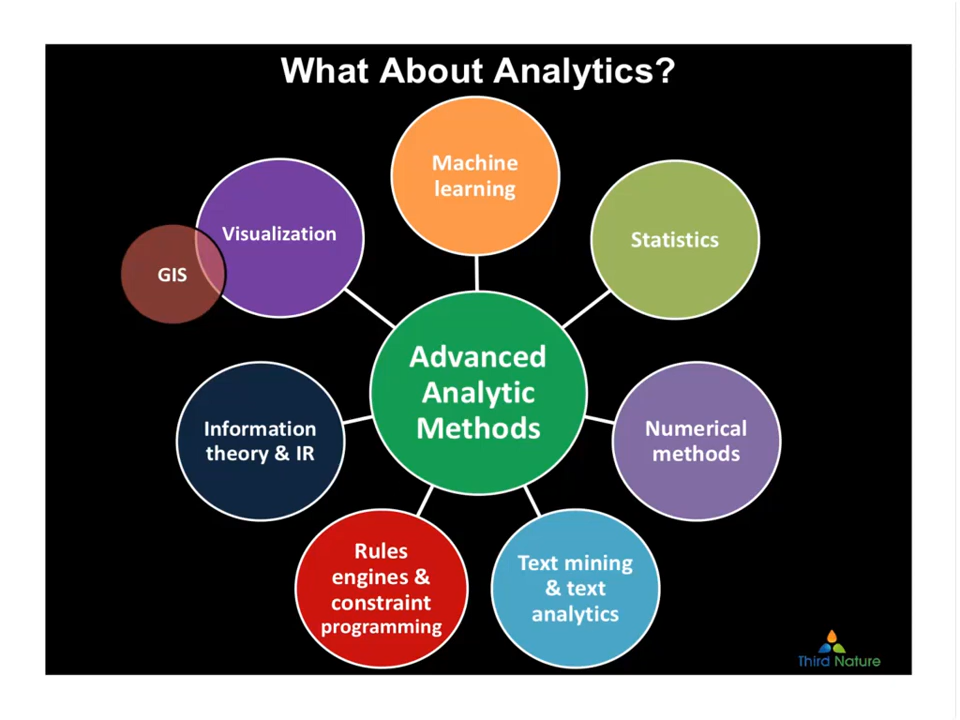 What About Analytics?
Machine
learning
Visualization
Statistics
GIS
Advanced
Analytic
Methods
Information
theory & IR
Numerical
methods
Rules
engines &
constraint
programming
Text mining
& text
analytics
Third Nature